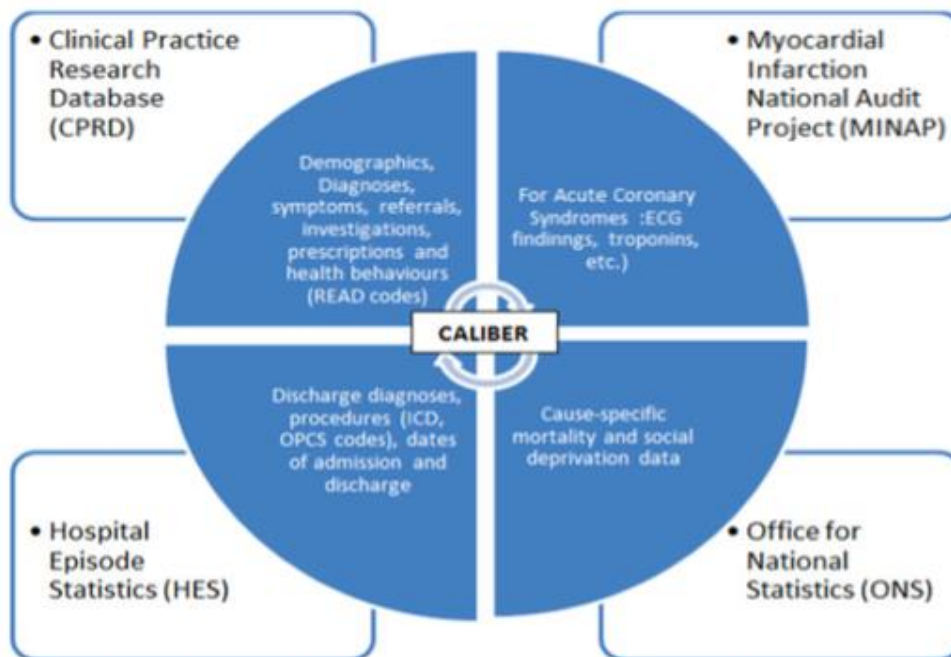 • Clinical Practice
Research
Database
(CPRD)
• Myocardial
Infarction
National Audit
Project (MINAP)
Demographics,
Diagnoses,
symptoms, referrals,
investigations,
prescriptions and
health behaviours
(READ codes)
For Acute Coronary
Syndromes :ECG
findinngs, troponins,
etc.)
CALIBER
Discharge diagnoses,
procedures (ICD,
OPCS codes), dates
of admission and
discharge
Cause-specific
mortality and social
deprivation data
• Hospital
Episode
Statistics (HES)
• Office for
National
Statistics (ONS)